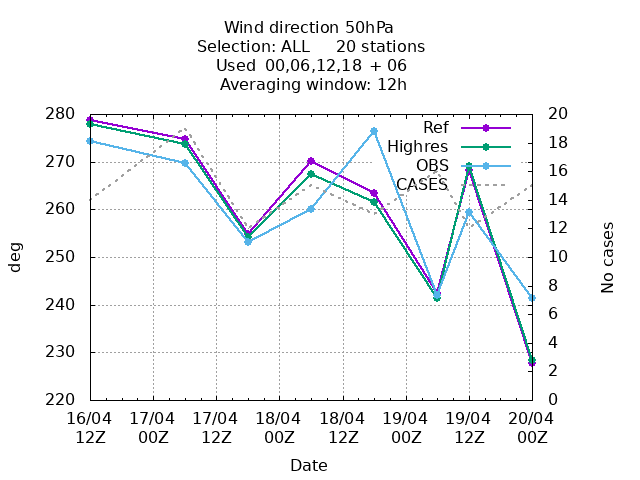 Wind direction 50hPa
Selection: ALL 20 stations
Used 00,06,12,18 + 06
Averaging window: 12h
280
270
260
250
240
230
220
deg
20
18
16
14
12
10
8
6
4
2
0
No cases
Ref
Highres
OBS
CASES
16/04 17/04 17/04 18/04 18/04 19/04 19/04 20/04
12Z 00Z 12Z 00Z 12Z 00Z 12Z 00Z
Date